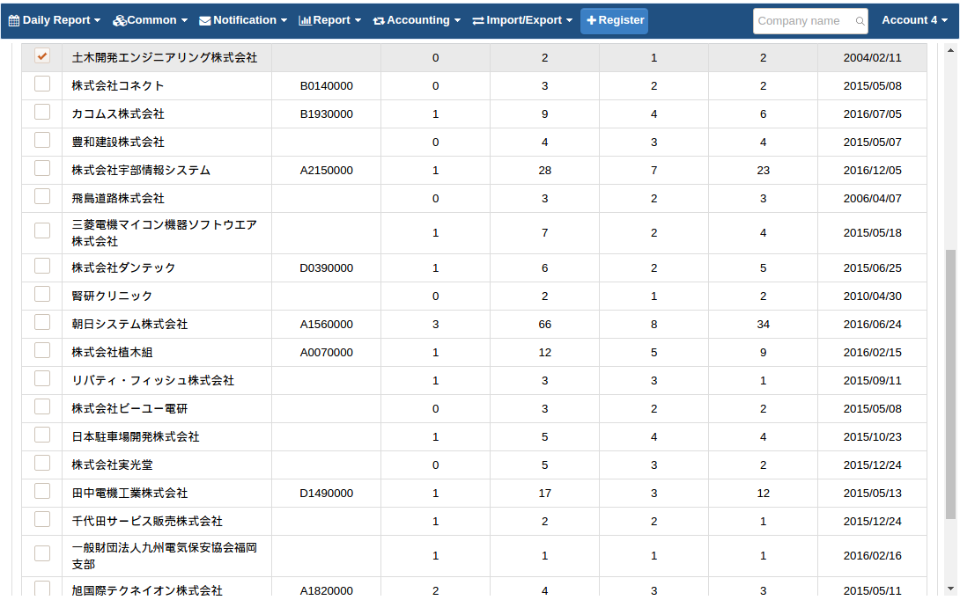 Daily Report Common Notification Report Accounting Import/Export Register Company name Account 4
土木開発エンジニアリング株式会社 0 2 1 2 2004/02/11
株式会社コネクト B0140000 0 3 2 2 2015/05/08
カコムス株式会社 B1930000 1 9 4 6 2016/07/05
豊和建設株式会社 0 4 3 4 2015/05/07
株式会社宇部情報システム A2150000 1 28 7 23 2016/12/05
飛鳥道路株式会社 0 3 2 3 2006/04/07
三菱電機マイコン機器ソフトウエア
株式会社 1 7 2 4 2015/05/18
株式会社ダンテック D0390000 1 6 2 5 2015/06/25
腎研クリニック 0 2 1 2 2010/04/30
朝日システム株式会社 A1560000 3 66 8 34 2016/06/24
株式会社植木組 A0070000 1 12 5 9 2016/02/15
リバティ・フィッシュ株式会社 1 3 3 1 2015/09/11
株式会社ビーユー電研 0 3 2 2 2015/05/08
日本駐車場開発株式会社 1 5 4 4 2015/10/23
株式会社実光堂 0 5 3 2 2015/12/24
田中電機工業株式会社 D1490000 1 17 3 12 2015/05/13
千代田サービス販売株式会社 1 2 2 1 2015/12/24
一般財団法人九州電気保安協会福岡
支部 1 1 1 1 2016/02/16
旭国際テクネイオン株式会社 A1820000 2 4 3 3 2015/05/11